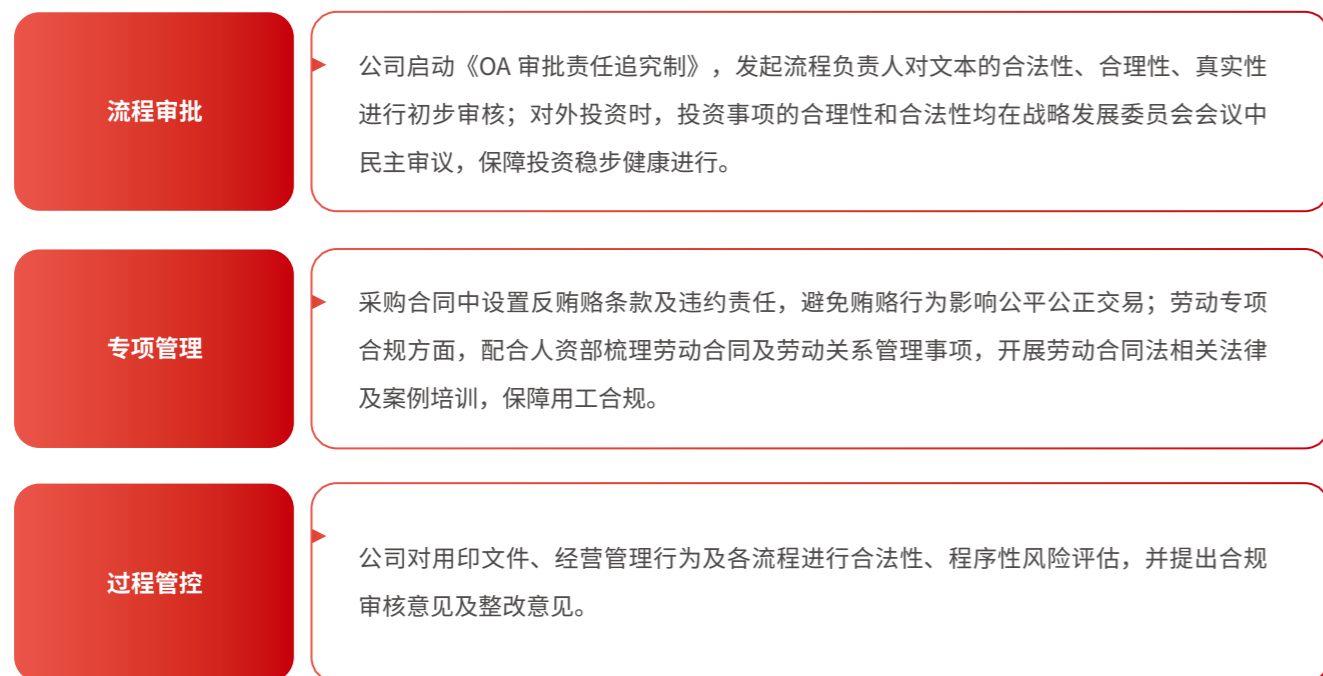 流程审批
公司启动《OA 审批责任追究制》，发起流程负责人对文本的合法性、合理性、真实性
进行初步审核；对外投资时，投资事项的合理性和合法性均在战略发展委员会会议中
民主审议，保障投资稳步健康进行。
专项管理
采购合同中设置反贿赂条款及违约责任，避免贿赂行为影响公平公正交易；劳动专项
合规方面，配合人资部梳理劳动合同及劳动关系管理事项，开展劳动合同法相关法律
及案例培训，保障用工合规。
过程管控
公司对用印文件、经营管理行为及各流程进行合法性、程序性风险评估，并提出合规
审核意见及整改意见。